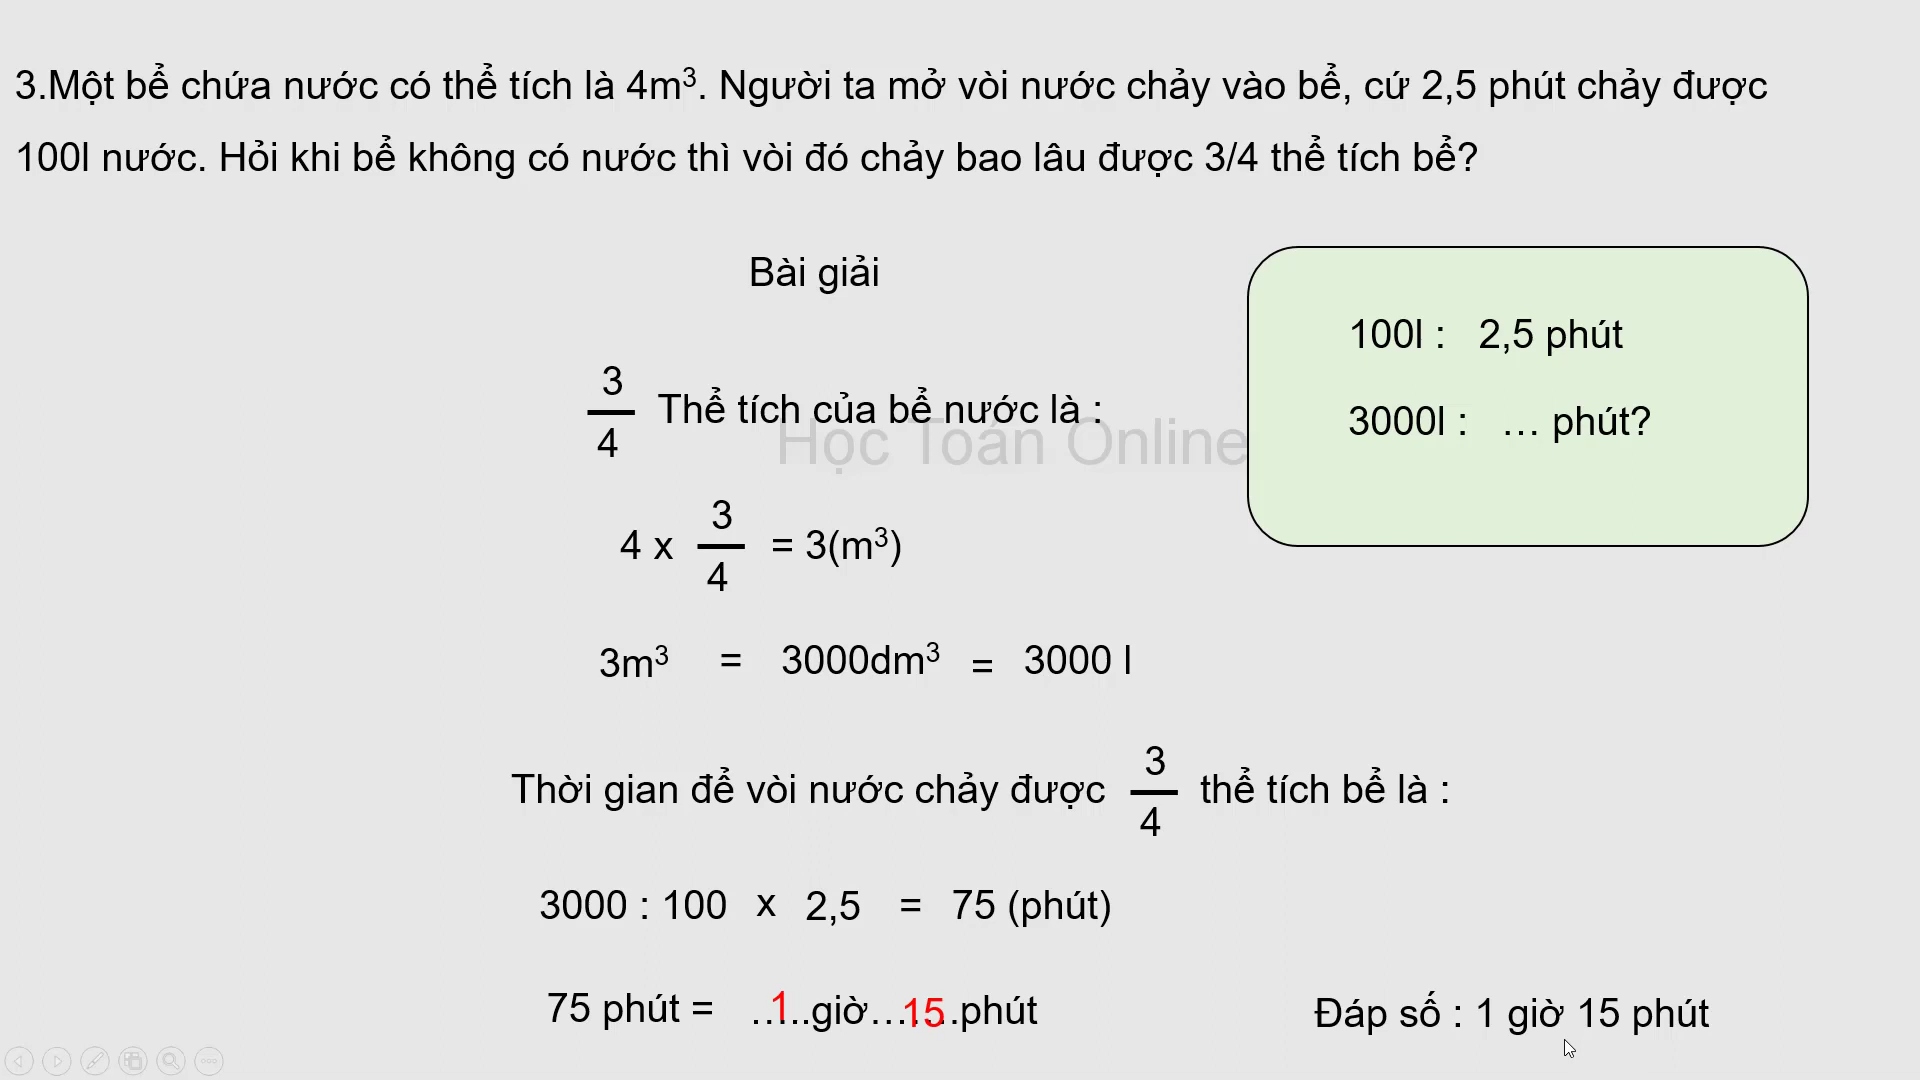 3.Một bể chứa nước có thể tích là 4m³. Người ta mở vòi nước chảy vào bể, cứ 2,5 phút chảy được
100l nước. Hỏi khi bể không có nước thì vòi đó chảy bao lâu được 3/4 thể tích bể?
Bài giải
3/4 Thể tích của bể nước là :
Học Toán Online
4 x 3/4 = 3(m³)
3m³ = 3000dm³ = 3000 l
Thời gian để vòi nước chảy được 3/4 thể tích bể là :
3000 : 100 x 2,5 = 75 (phút)
75 phút = …1..giờ…15.phút
Đáp số : 1 giờ 15 phút
100l : 2,5 phút
3000l : … phút?